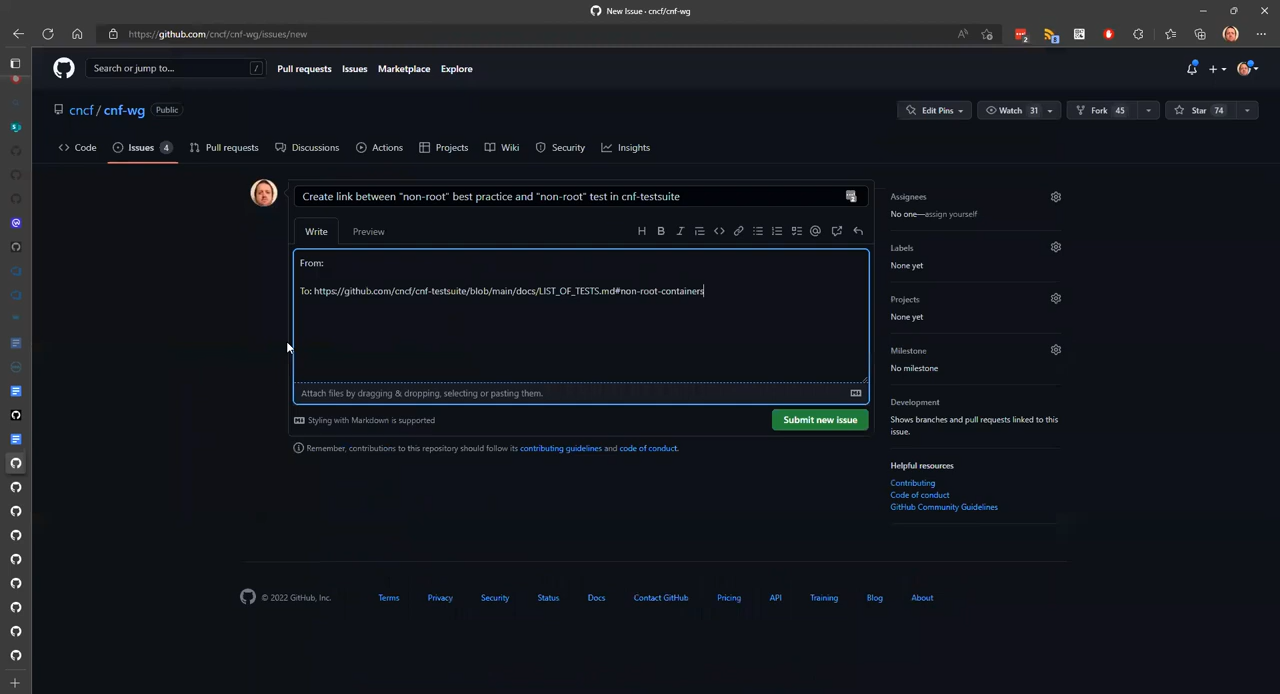 New Issue · cncf/cnf-wg
https://github.com/cncf/cnf-wg/issues/new
Search or jump to... /
Pull requests Issues Marketplace Explore
cncf / cnf-wg Public
Edit Pins Watch 31 Fork 45 Star 74
Code Issues 4 Pull requests Discussions Actions Projects Wiki Security Insights
Create link between "non-root" best practice and "non-root" test in cnf-testsuite
Write Preview
From:
To: https://github.com/cncf/cnf-testsuite/blob/main/docs/LIST_OF_TESTS.md#non-root-containers
Attach files by dragging & dropping, selecting or pasting them.
Styling with Markdown is supported
Submit new issue
Remember, contributions to this repository should follow its contributing guidelines and code of conduct.
Assignees
No one—assign yourself
Labels
None yet
Projects
None yet
Milestone
No milestone
Development
Shows branches and pull requests linked to this
issue.
Helpful resources
Contributing
Code of conduct
GitHub Community Guidelines
© 2022 GitHub, Inc. Terms Privacy Security Status Docs Contact GitHub Pricing API Training Blog About